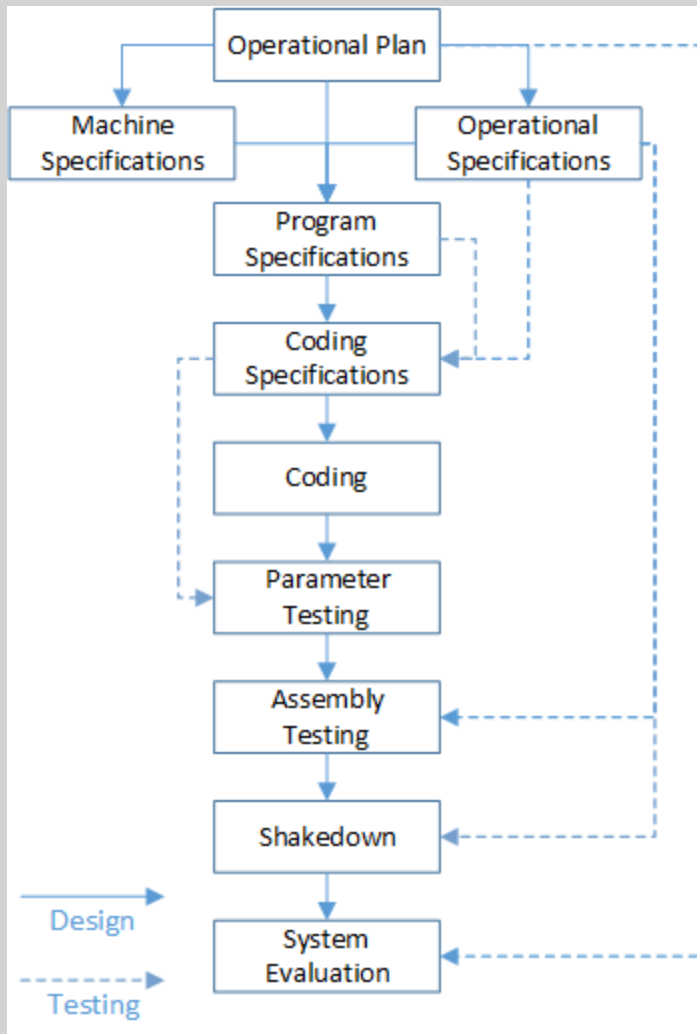 Operational Plan
Machine
Specifications
Operational
Specifications
Program
Specifications
Coding
Specifications
Coding
Parameter
Testing
Assembly
Testing
Shakedown
System
Evaluation
Design
Testing